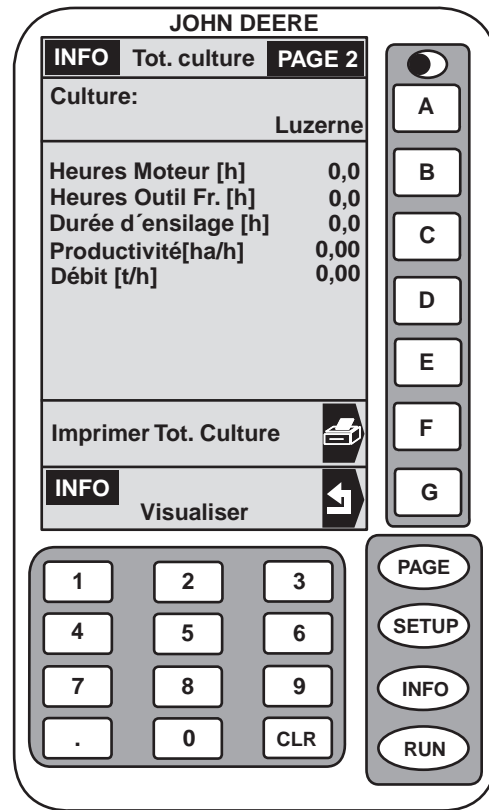 JOHN DEERE
INFO Tot. culture PAGE 2
Culture:
Luzerne
Heures Moteur [h] 0,0
Heures Outil Fr. [h] 0,0
Durée d´ensilage [h] 0,0
Productivité[ha/h] 0,00
Débit [t/h] 0,00
Imprimer Tot. Culture
INFO
Visualiser
A
B
C
D
E
F
G
1 2 3
4 5 6
7 8 9
. 0 CLR
PAGE
SETUP
INFO
RUN